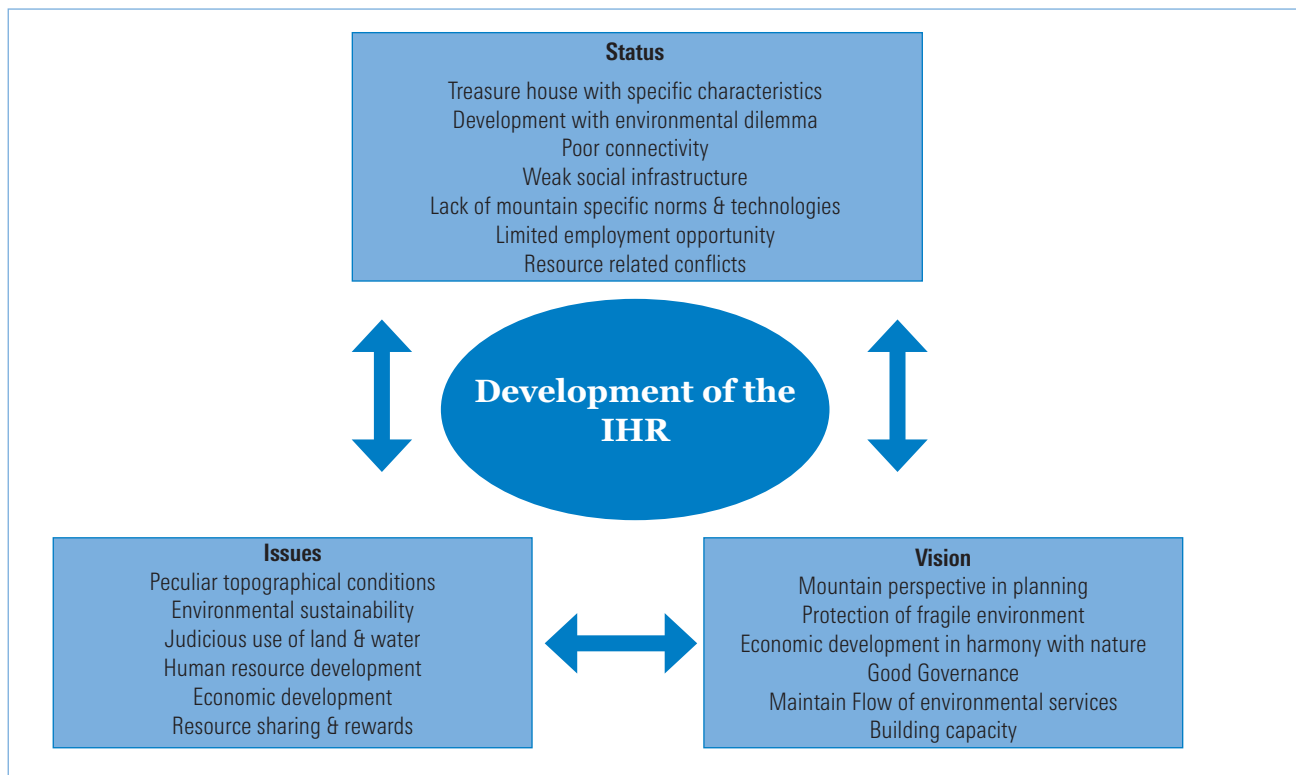 Status
Treasure house with specific characteristics
Development with environmental dilemma
Poor connectivity
Weak social infrastructure
Lack of mountain specific norms & technologies
Limited employment opportunity
Resource related conflicts
Development of the
IHR
Issues
Peculiar topographical conditions
Environmental sustainability
Judicious use of land & water
Human resource development
Economic development
Resource sharing & rewards
Vision
Mountain perspective in planning
Protection of fragile environment
Economic development in harmony with nature
Good Governance
Maintain Flow of environmental services
Building capacity